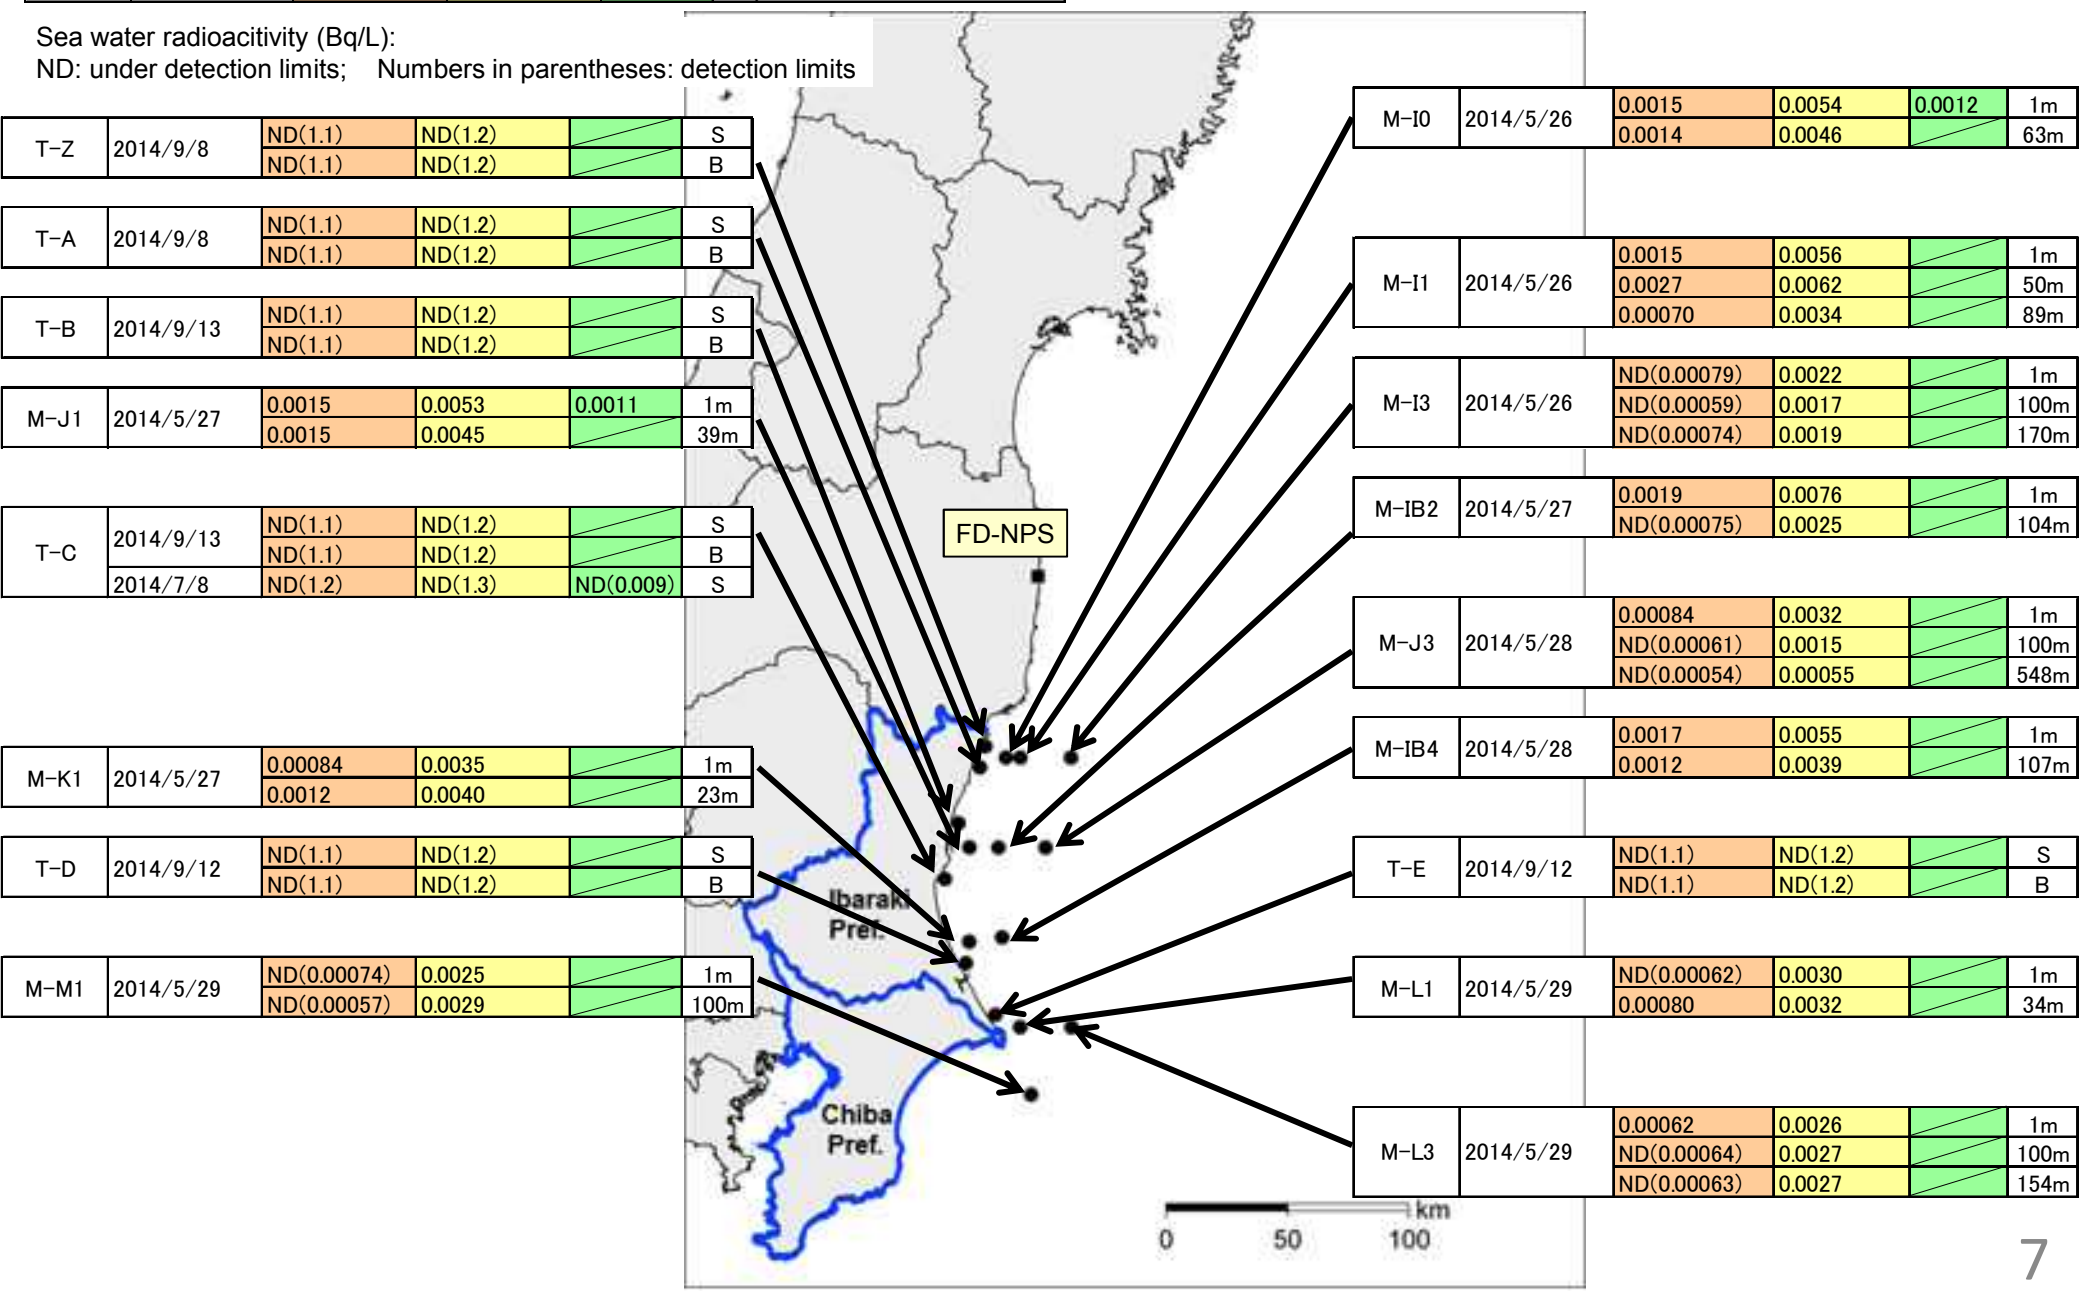 Sea water radioacitivity (Bq/L):
ND: under detection limits; Numbers in parentheses: detection limits
T-Z 2014/9/8 ND(1.1) ND(1.2) S
ND(1.1) ND(1.2) B
T-A 2014/9/8 ND(1.1) ND(1.2) S
ND(1.1) ND(1.2) B
T-B 2014/9/13 ND(1.1) ND(1.2) S
ND(1.1) ND(1.2) B
M-J1 2014/5/27 0.0015 0.0053 0.0011 1m
0.0015 0.0045 39m
T-C 2014/9/13 ND(1.1) ND(1.2) S
ND(1.1) ND(1.2) B
2014/7/8 ND(1.2) ND(1.3) ND(0.009) S
M-K1 2014/5/27 0.00084 0.0035 1m
0.0012 0.0040 23m
T-D 2014/9/12 ND(1.1) ND(1.2) S
ND(1.1) ND(1.2) B
M-M1 2014/5/29 ND(0.00074) 0.0025 1m
ND(0.00057) 0.0029 100m
FD-NPS
Ibaraki
Pref.
Chiba
Pref.
km
0 50 100
M-I0 2014/5/26 0.0015 0.0054 0.0012 1m
0.0014 0.0046 63m
M-I1 2014/5/26 0.0015 0.0056 1m
0.0027 0.0062 50m
0.00070 0.0034 89m
M-I3 2014/5/26 ND(0.00079) 0.0022 1m
ND(0.00059) 0.0017 100m
ND(0.00074) 0.0019 170m
M-IB2 2014/5/27 0.0019 0.0076 1m
ND(0.00075) 0.0025 104m
M-J3 2014/5/28 0.00084 0.0032 1m
ND(0.00061) 0.0015 100m
ND(0.00054) 0.00055 548m
M-IB4 2014/5/28 0.0017 0.0055 1m
0.0012 0.0039 107m
T-E 2014/9/12 ND(1.1) ND(1.2) S
ND(1.1) ND(1.2) B
M-L1 2014/5/29 ND(0.00062) 0.0030 1m
0.00080 0.0032 34m
M-L3 2014/5/29 0.00062 0.0026 1m
ND(0.00064) 0.0027 100m
ND(0.00063) 0.0027 154m
7